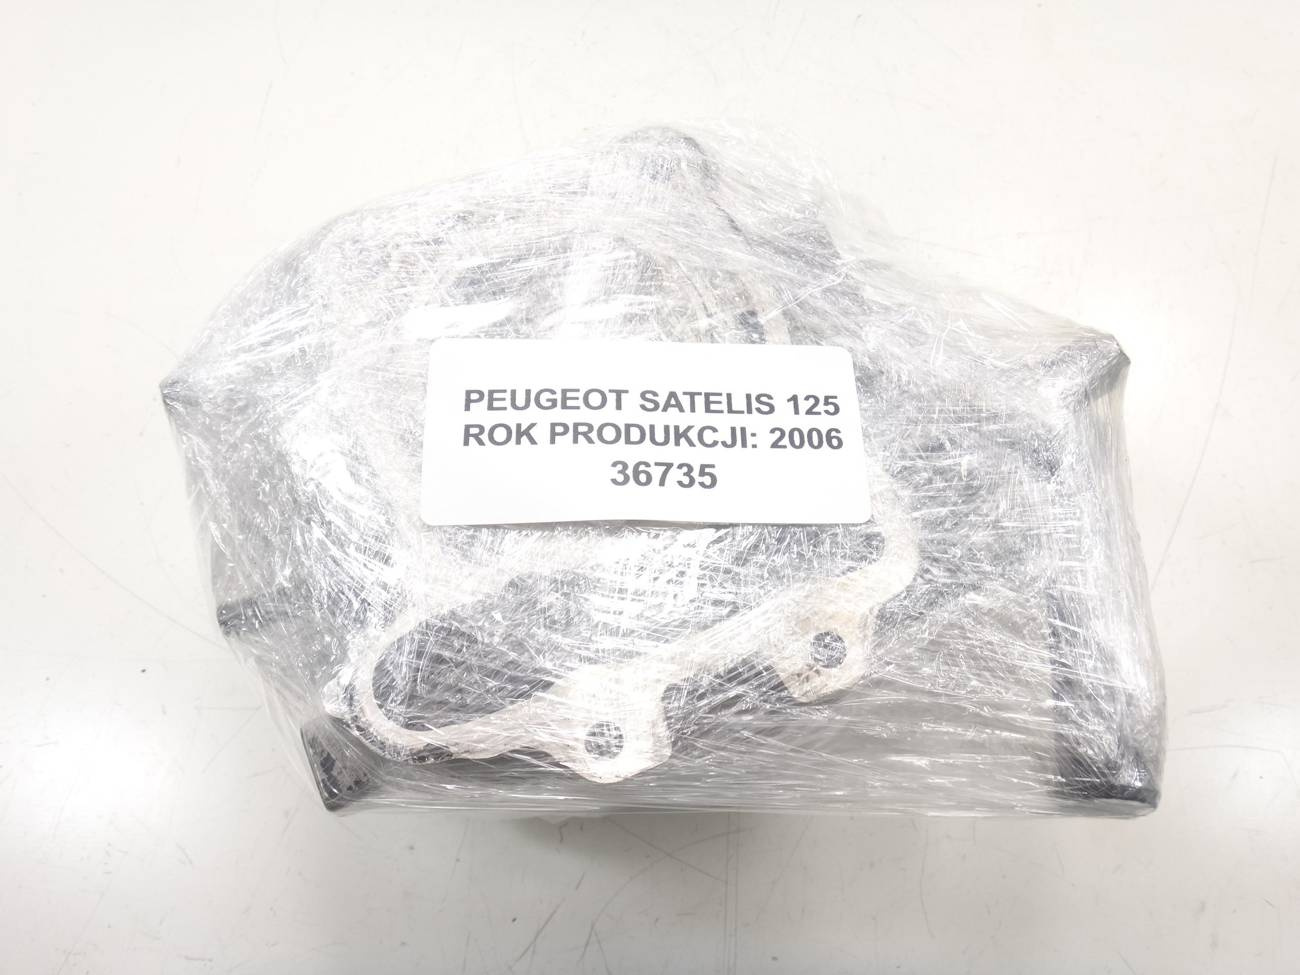 PEUGEOT SATELIS 125
ROK PRODUKCJI: 2006
36735